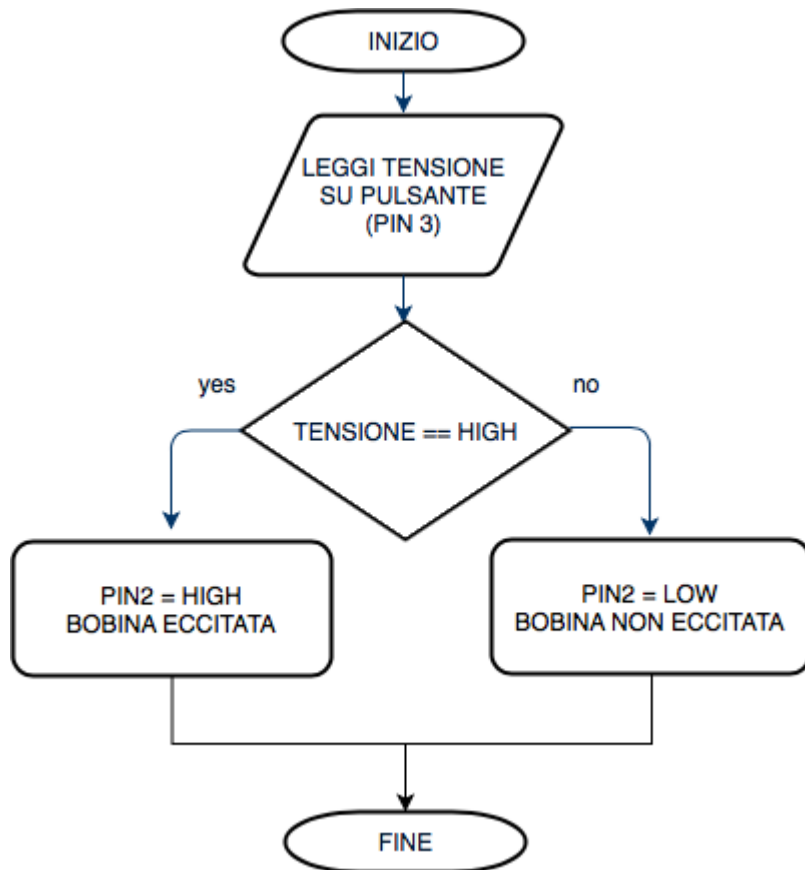 INIZIO
LEGGI TENSIONE
SU PULSANTE
(PIN 3)
yes
no
TENSIONE == HIGH
PIN2 = HIGH
BOBINA ECCITATA
PIN2 = LOW
BOBINA NON ECCITATA
FINE